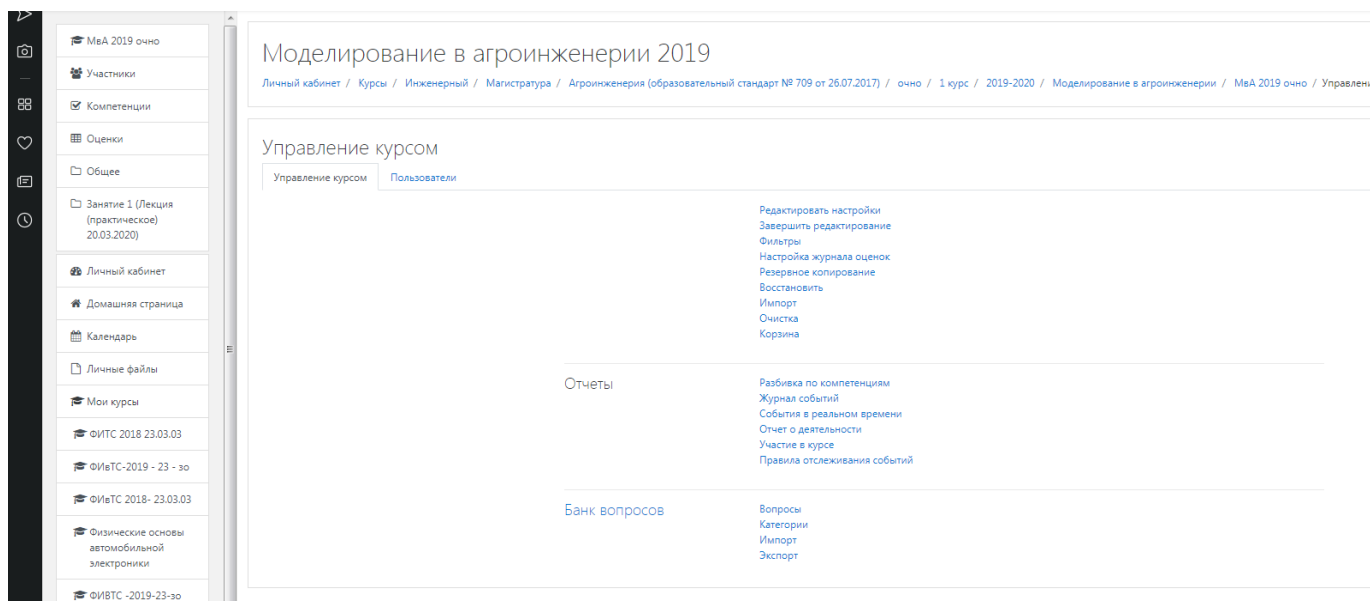 МвА 2019 очно
Участники
Компетенции
Оценки
Общее
Занятие 1 (Лекция
(практическое)
20.03.2020)
Личный кабинет
Домашняя страница
Календарь
Личные файлы
Мои курсы
ФИТС 2018 23.03.03
ФИвТС-2019 - 23 - зо
ФИвТС 2018- 23.03.03
Физические основы
автомобильной
электроники
ФИВТС -2019-23-зо
Моделирование в агроинженерии 2019
Личный кабинет / Курсы / Инженерный / Магистратура / Агроинженерия (образовательный стандарт № 709 от 26.07.2017) / очно / 1 курс / 2019-2020 / Моделирование в агроинженерии / МвА 2019 очно / Управлени
Управление курсом
Управление курсом Пользователи
Редактировать настройки
Завершить редактирование
Фильтры
Настройка журнала оценок
Резервное копирование
Восстановить
Импорт
Очистка
Корзина
Отчеты
Разбивка по компетенциям
Журнал событий
События в реальном времени
Отчет о деятельности
Участие в курсе
Правила отслеживания событий
Банк вопросов
Вопросы
Категории
Импорт
Экспорт